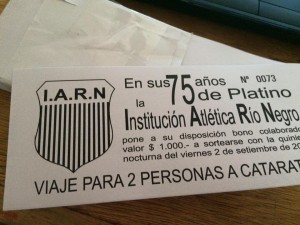 I.A.R.N
En sus 75 años Nº 0073
la de Platino
Institución Atlética Río Negro
pone a su disposición bono colaborad
valor $ 1.000.- a sortearse con la quini
nocturna del viernes 2 de setiembre de 20
VIAJE PARA 2 PERSONAS A CATARAT